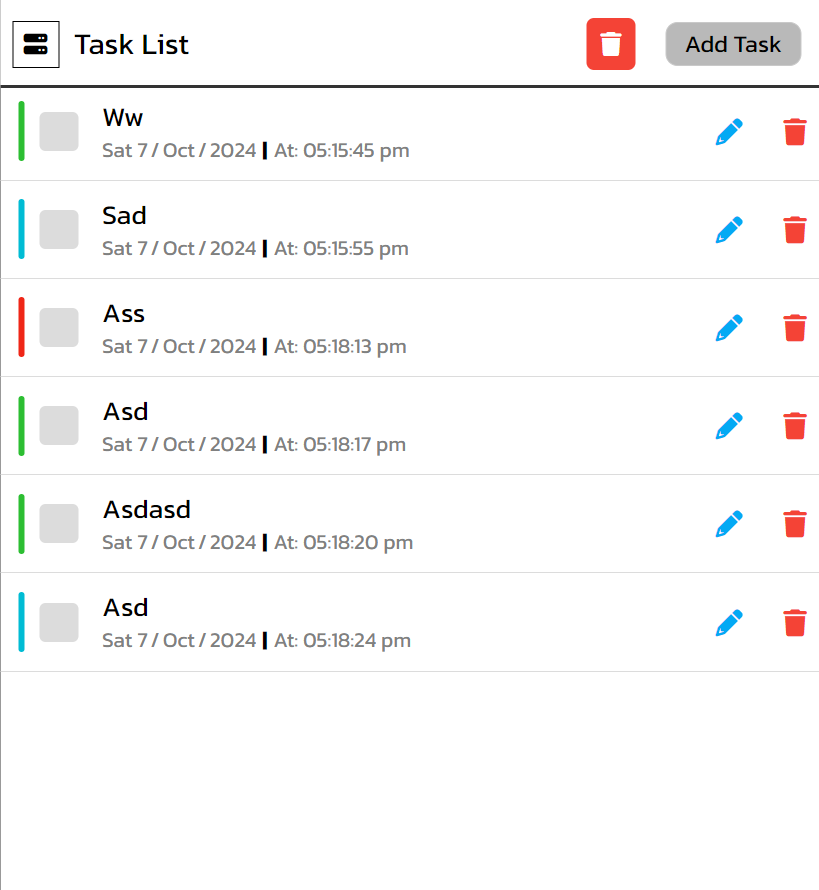 Task List
Add Task
Ww
Sat 7 / Oct / 2024 | At: 05:15:45 pm
Sad
Sat 7 / Oct / 2024 | At: 05:15:55 pm
Ass
Sat 7 / Oct / 2024 | At: 05:18:13 pm
Asd
Sat 7 / Oct / 2024 | At: 05:18:17 pm
Asdasd
Sat 7 / Oct / 2024 | At: 05:18:20 pm
Asd
Sat 7 / Oct / 2024 | At: 05:18:24 pm